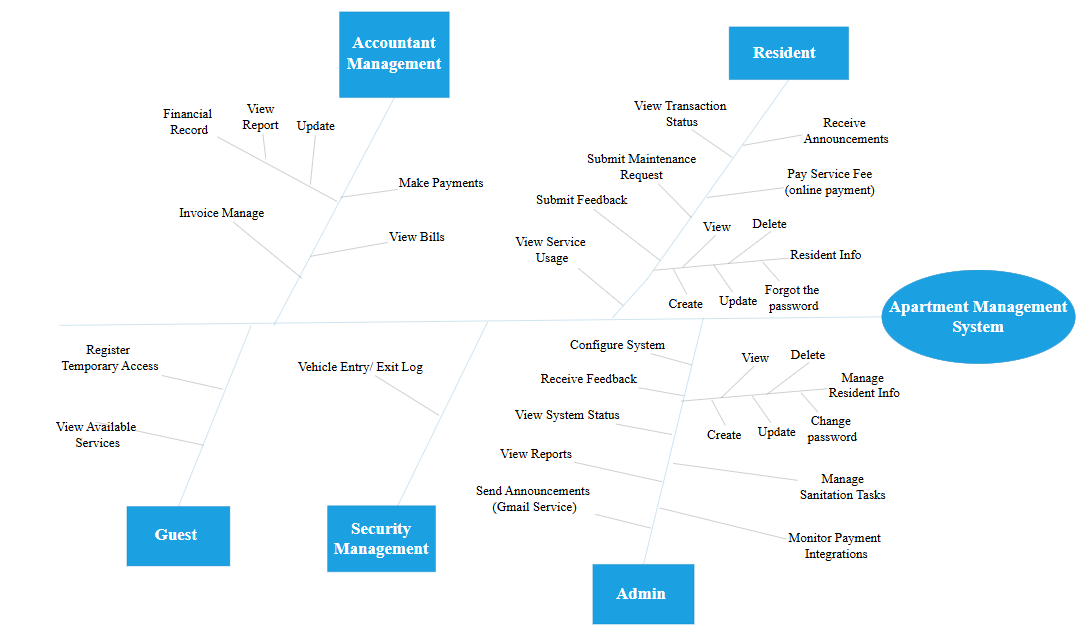 Accountant
Management
Resident
Financial
Record
View
Report
Update
Make Payments
Invoice Manage
View Bills
View Transaction
Status
Receive
Announcements
Submit Maintenance
Request
Pay Service Fee
(online payment)
Submit Feedback
View
Delete
View Service
Usage
Resident Info
Create
Update
Forgot the
password
Apartment Management
System
Register
Temporary Access
View Available
Services
Vehicle Entry/ Exit Log
Configure System
Receive Feedback
View System Status
View Reports
Send Announcements
(Gmail Service)
View
Delete
Manage
Resident Info
Create
Update
Change
password
Manage
Sanitation Tasks
Monitor Payment
Integrations
Guest
Security
Management
Admin